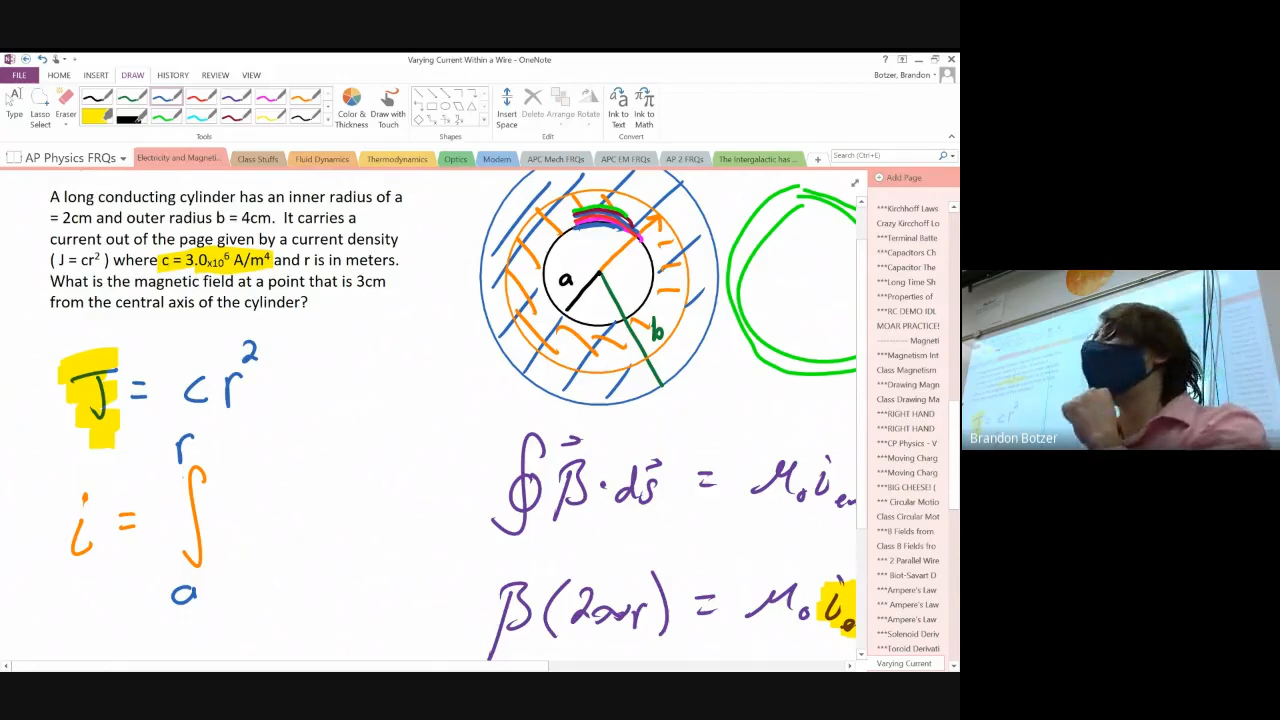 Varying Current Within a Wire - OneNote
FILE HOME INSERT DRAW HISTORY REVIEW VIEW
Botzer, Brandon
Type Lasso Select Eraser Color & Thickness Draw with Touch Insert Space Delete Arrange Rotate Ink to Text Ink to Math
Tools Shapes Edit Convert
AP Physics FRQs Electricity and Magneti... Class Stuffs Fluid Dynamics Thermodynamics Optics Modern APC Mech FRQs APC EM FRQs AP 2 FRQs The Intergalactic has ... Search (Ctrl+E)
Add Page
A long conducting cylinder has an inner radius of a
= 2cm and outer radius b = 4cm. It carries a
current out of the page given by a current density
( J = cr² ) where c = 3.0x10⁶ A/m⁴ and r is in meters.
What is the magnetic field at a point that is 3cm
from the central axis of the cylinder?
a
b
J = cr²
r
i = ∫
a
∮ B⃗ · ds⃗ = μ₀ i
B (2πr) = μ₀ i
***Kirchhoff Laws
Crazy Kirchhof Gr
***Terminal Batte
***Capacitors Ch
***Capacitor The
***Long Time Sh
***Properties of
***RC DEMO IDL
MOAR PRACTICE!
---------- Magneti
***Magnetism Int
Class Magnetism
***Drawing Magn
Class Drawing Ma
***RIGHT HAND
***RIGHT HAND
***CP Physics - V
***Moving Charg
***Moving Charg
***BIG CHEESE! (
*** Circular Motio
Class Circular Mot
***B Fields from
Class B Fields fro
*** 2 Parallel Wire
*** Biot-Savart D
***Ampere's Law
*** Ampere's Law
***Ampere's Law
***Solenoid Deriv
***Toroid Derivati
Varying Current
Brandon Botzer